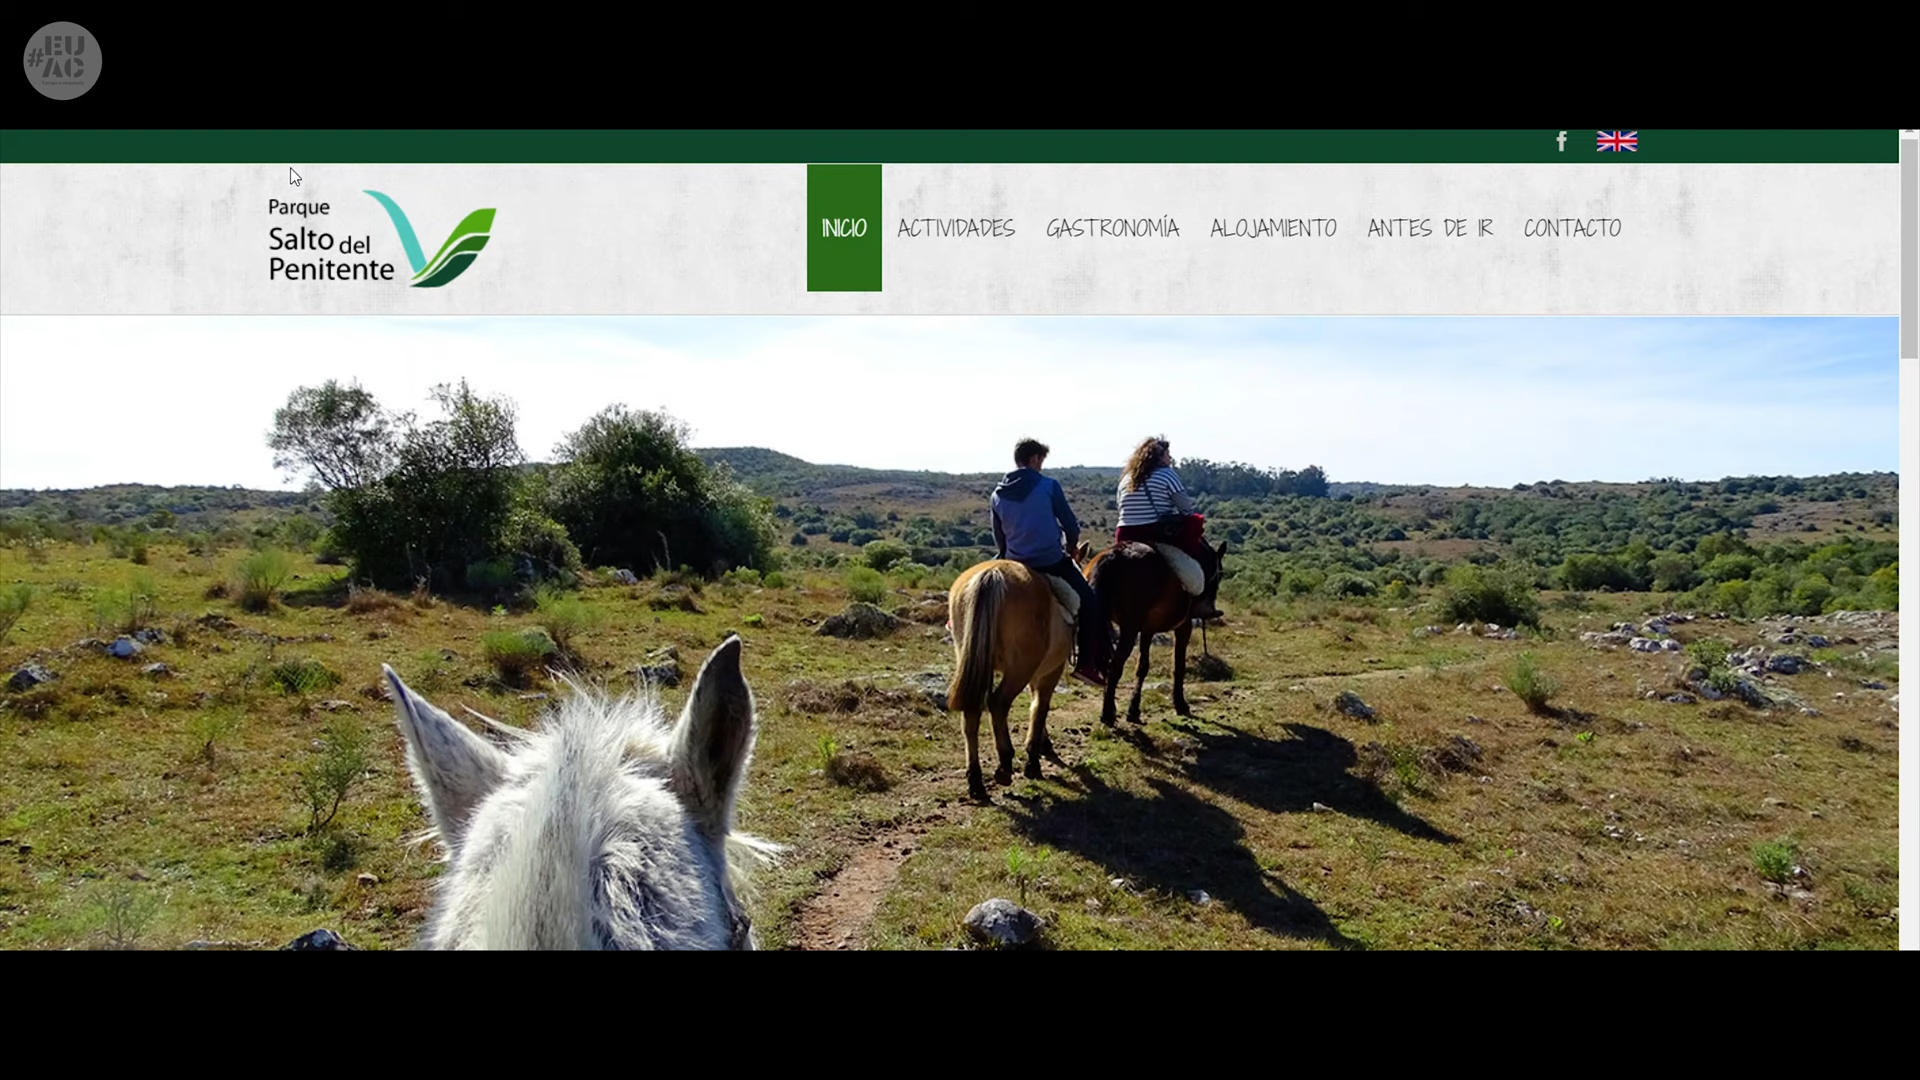 #EU
AC
Parque
Salto del
Penitente
INICIO
ACTIVIDADES
GASTRONOMÍA
ALOJAMIENTO
ANTES DE IR
CONTACTO